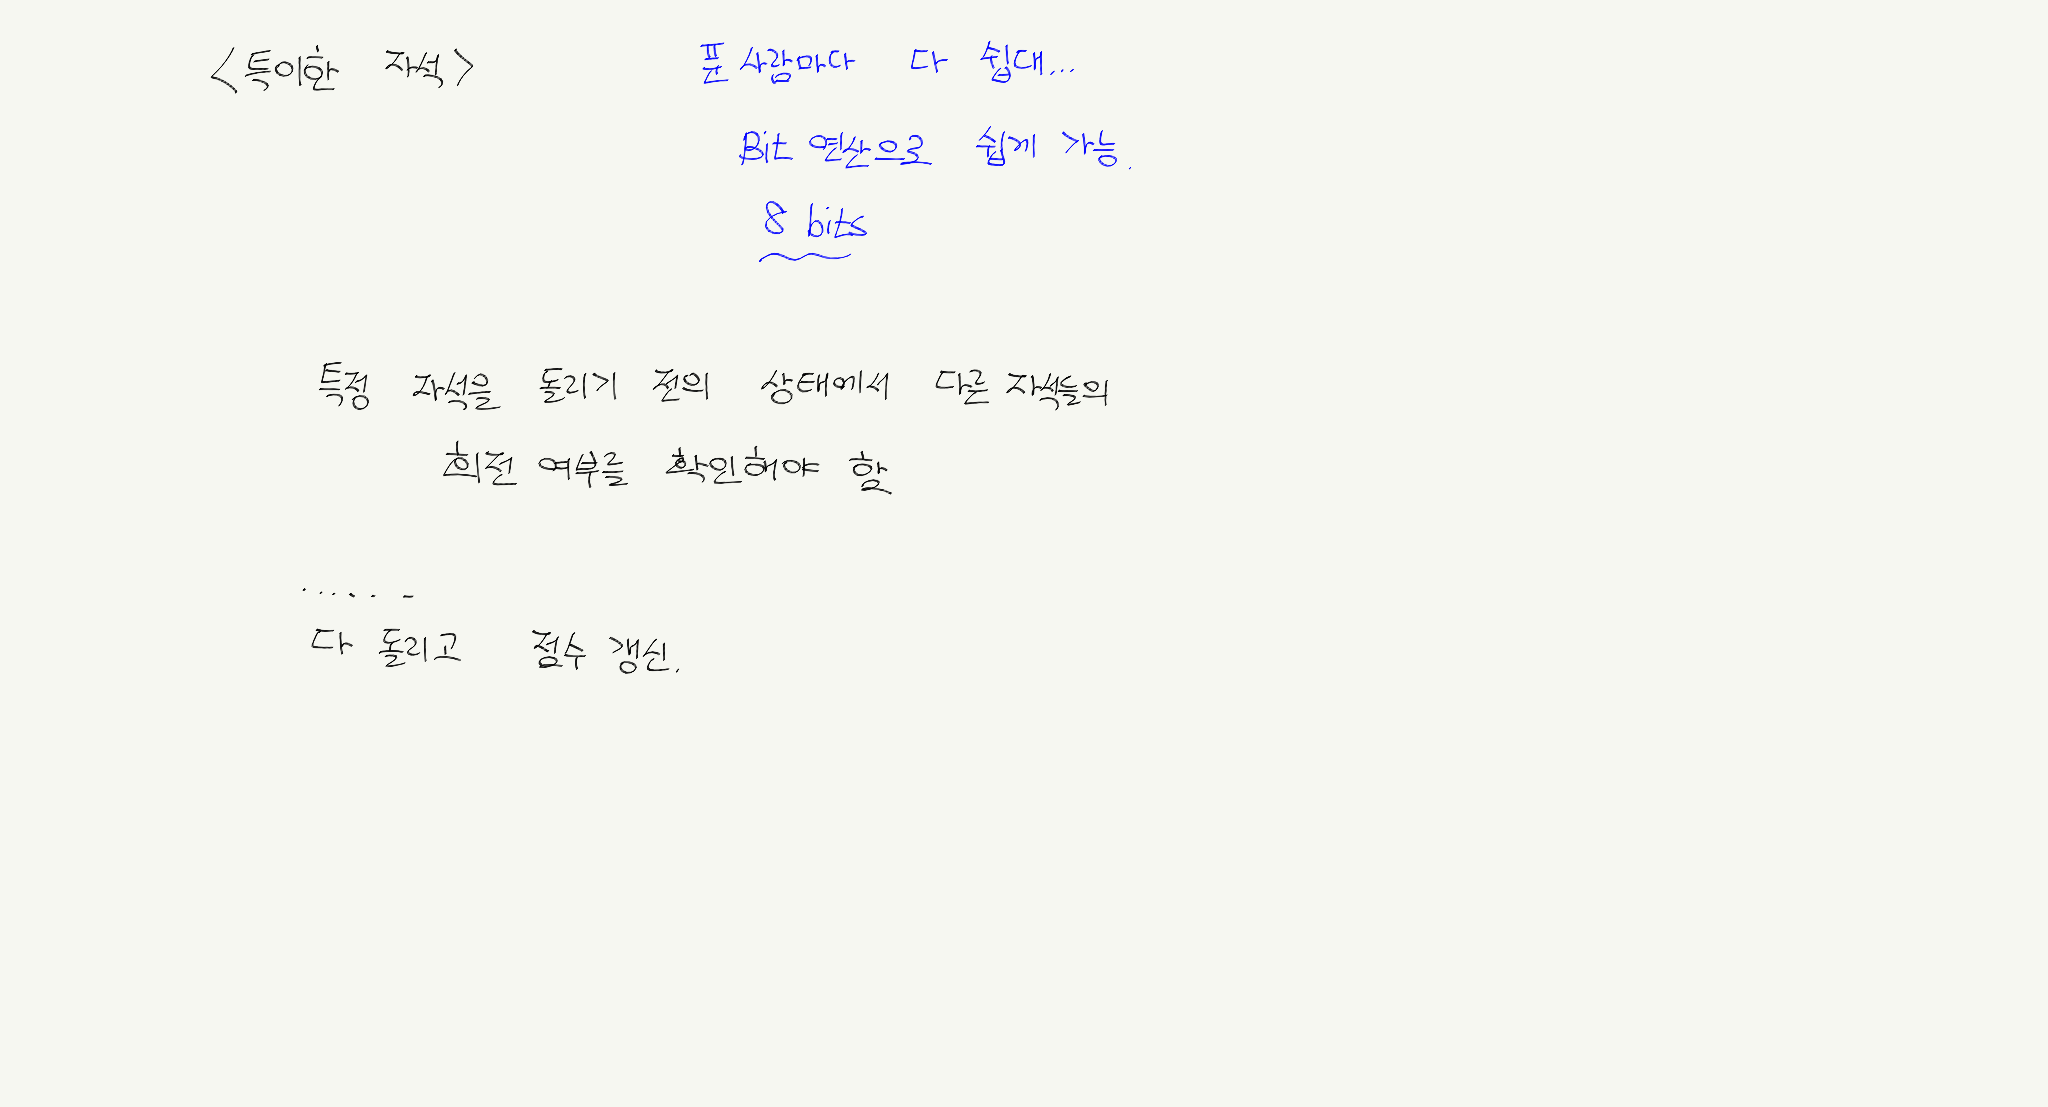 <특이한 자석>
푼 사람마다 다 쉽대...
Bit 연산으로 쉽게 가능.
8 bits
특정 자석을 돌리기 전의 상태에서 다른 자석들의
회전 여부를 확인해야 함
......
다 돌리고 점수 갱신.